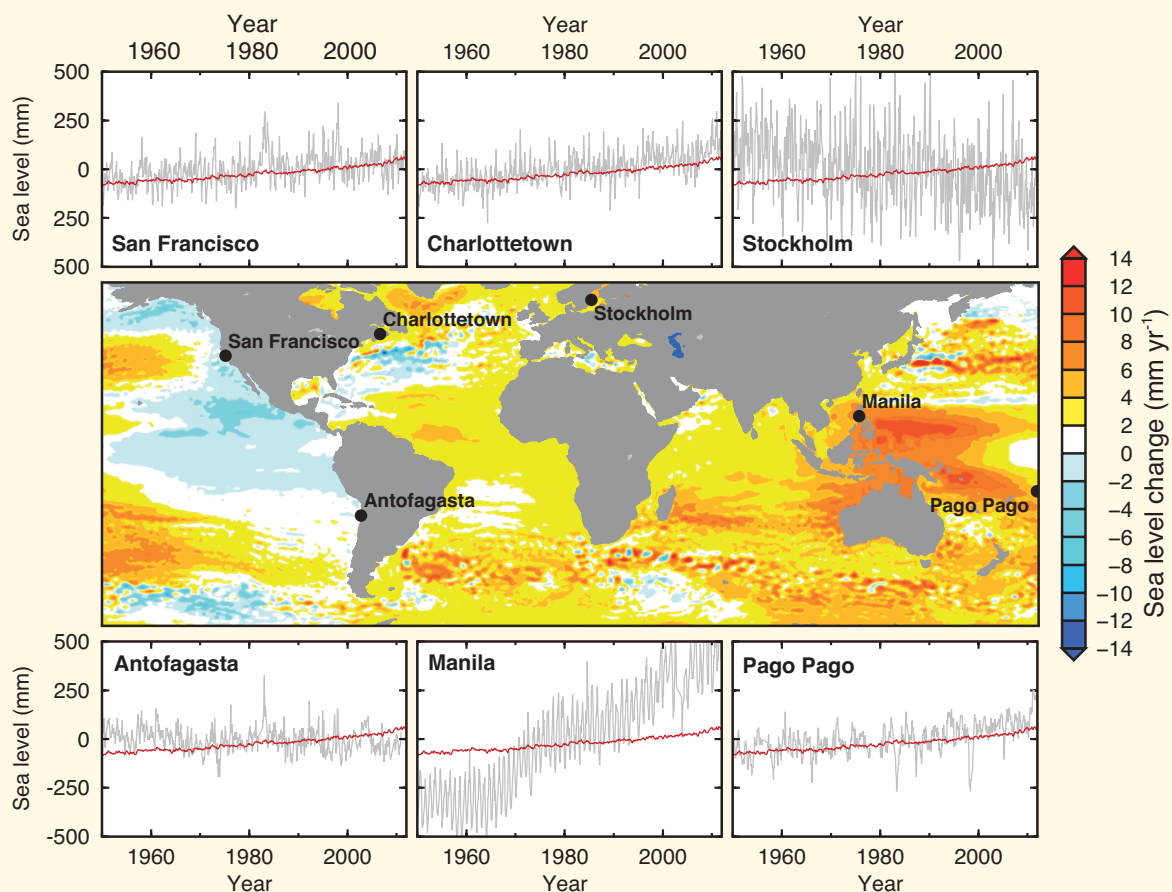 Year
1960 1980 2000
Year
1960 1980 2000
Year
1960 1980 2000
Sea level (mm)
500
250
0
250
500
San Francisco
Charlottetown
Stockholm
San Francisco
Charlottetown
Stockholm
Manila
Antofagasta
Pago Pago
14
12
10
8
6
4
2
0
−2
−4
−6
−8
−10
−12
−14
Sea level change (mm yr-1)
Sea level (mm)
500
250
0
-250
-500
Antofagasta
Manila
Pago Pago
1960 1980 2000
Year
1960 1980 2000
Year
1960 1980 2000
Year